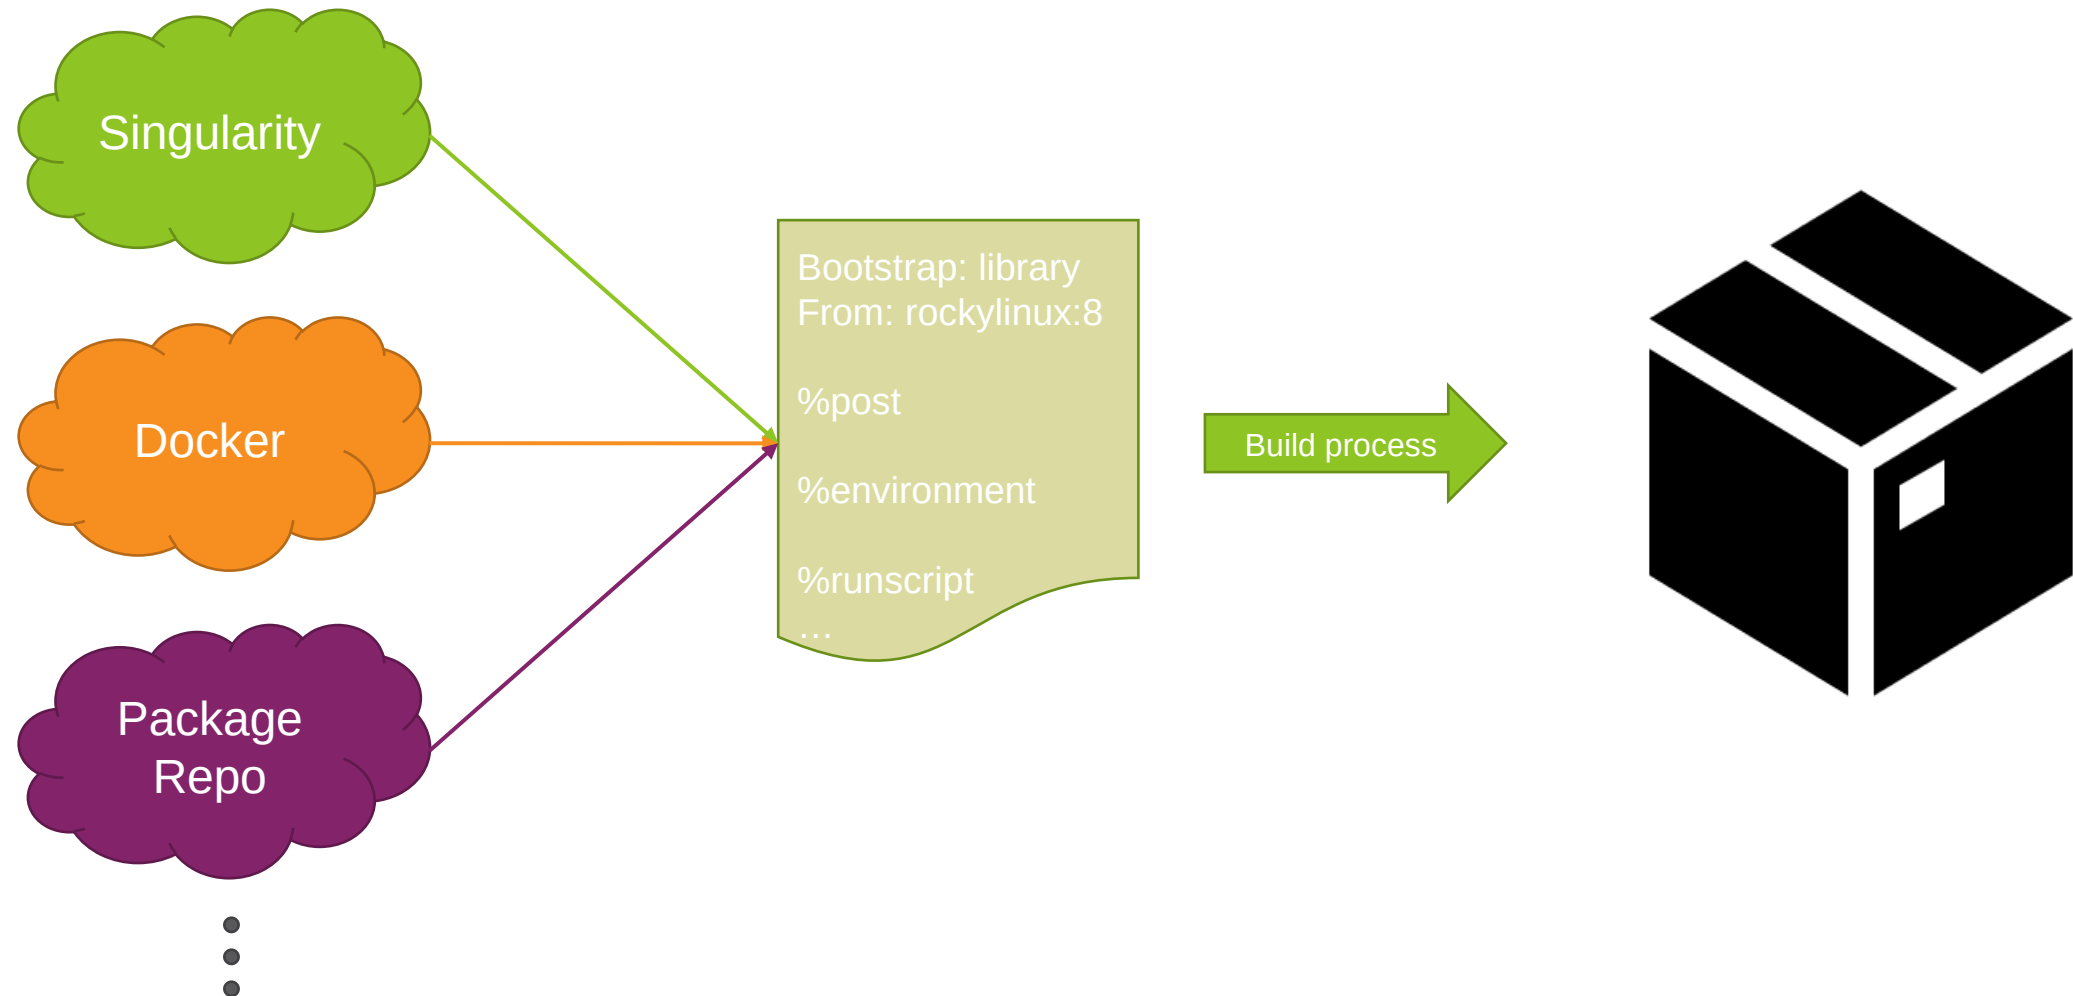 Singularity
Docker
Package
Repo
Bootstrap: library
From: rockylinux:8
%post
%environment
%runscript
…
Build process